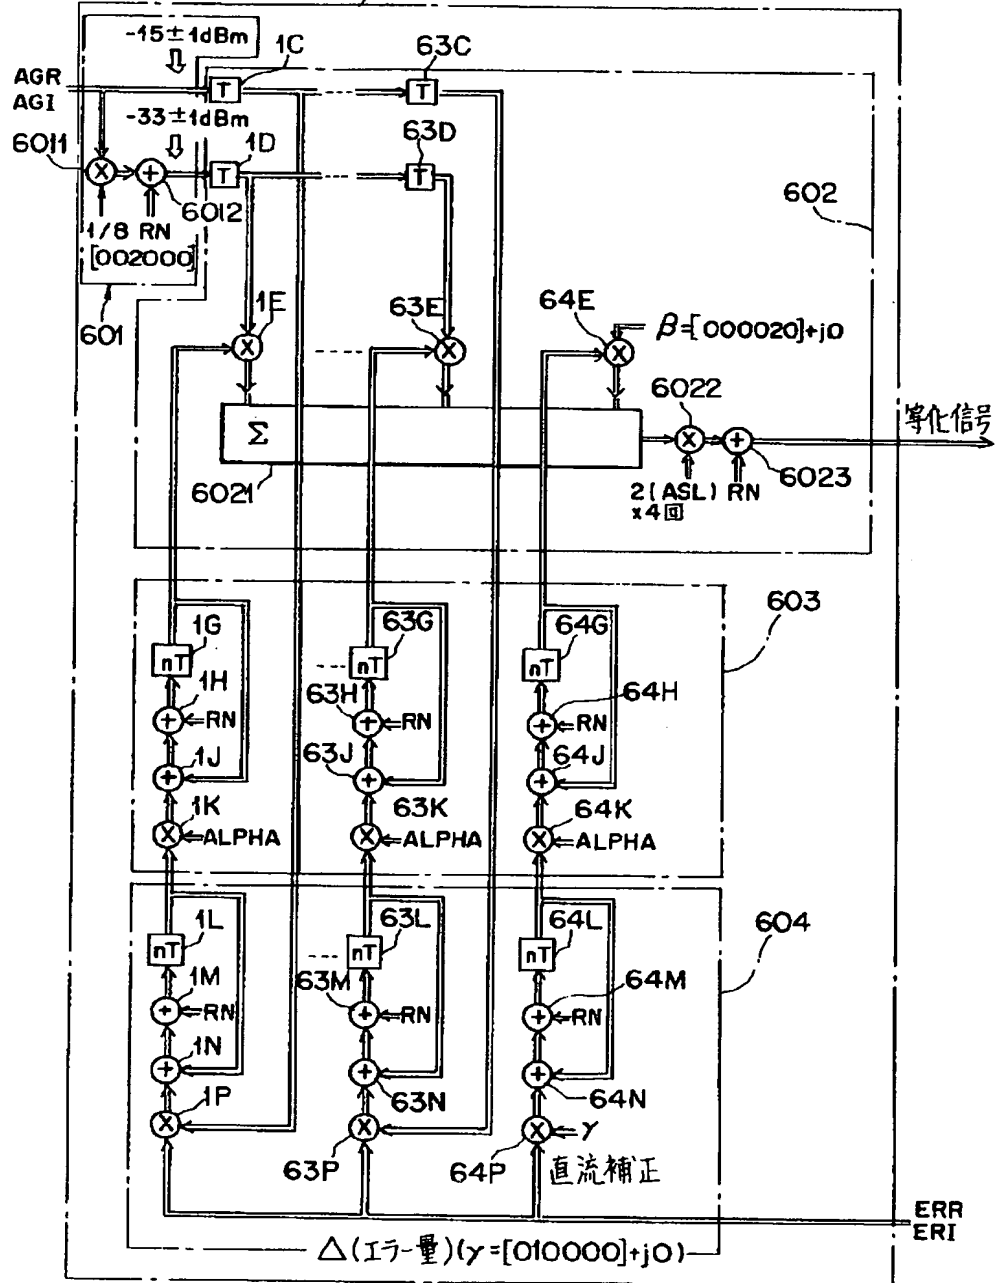 -15±1dBm
1C
63C
AGR
AGI
T
T
-33±1dBm
1D
63D
6011
T
T
6012
602
1/8 RN
[002000]
601
1E
63E
64E
β=[000020]+j0
6022
等化信号
Σ
6021
6023
2(ASL) RN
x4回
603
1G
63G
64G
nT
nT
nT
1H
63H
64H
RN
RN
RN
1J
63J
64J
1K
63K
64K
ALPHA
ALPHA
ALPHA
1L
63L
64L
604
nT
nT
nT
1M
63M
64M
RN
RN
RN
1N
63N
64N
1P
63P
64P
γ
直流補正
ERR
ERI
△(エラー量)(γ=[010000]+j0)